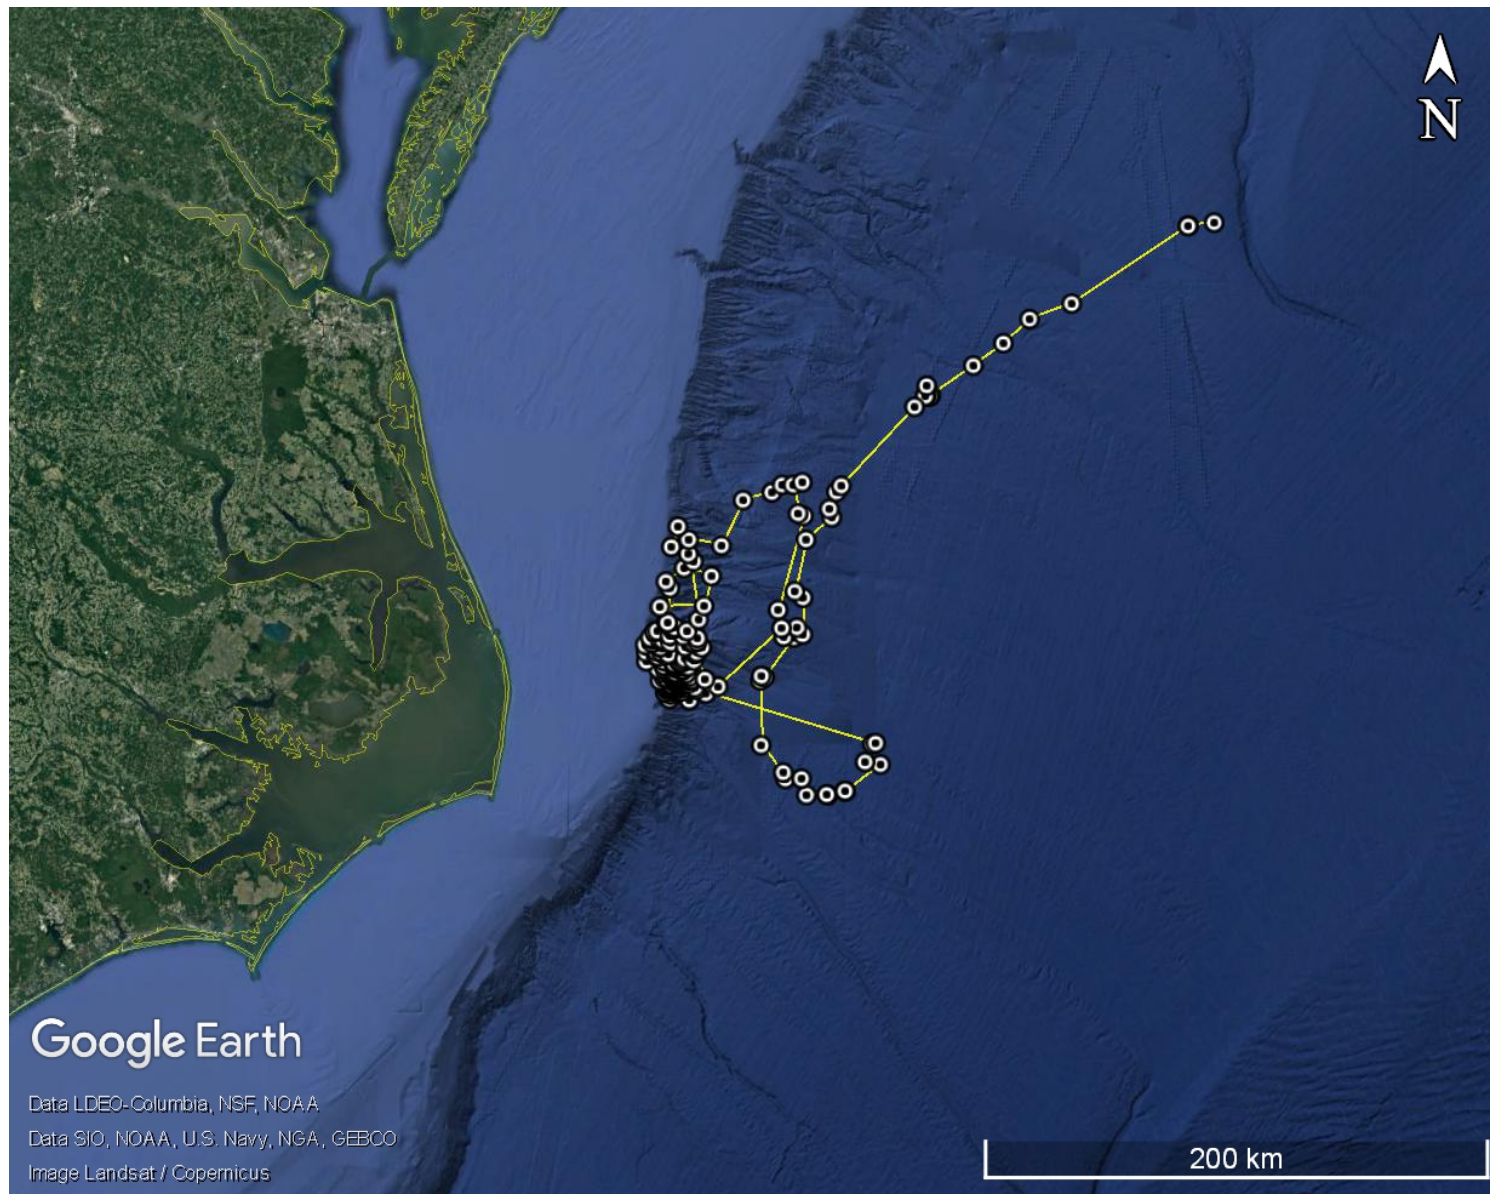 N
200 km
Google Earth
Data LDEO-Columbia, NSF, NOAA
Data SIO, NOAA, U.S. Navy, NGA, GEBCO
Image Landsat / Copernicus